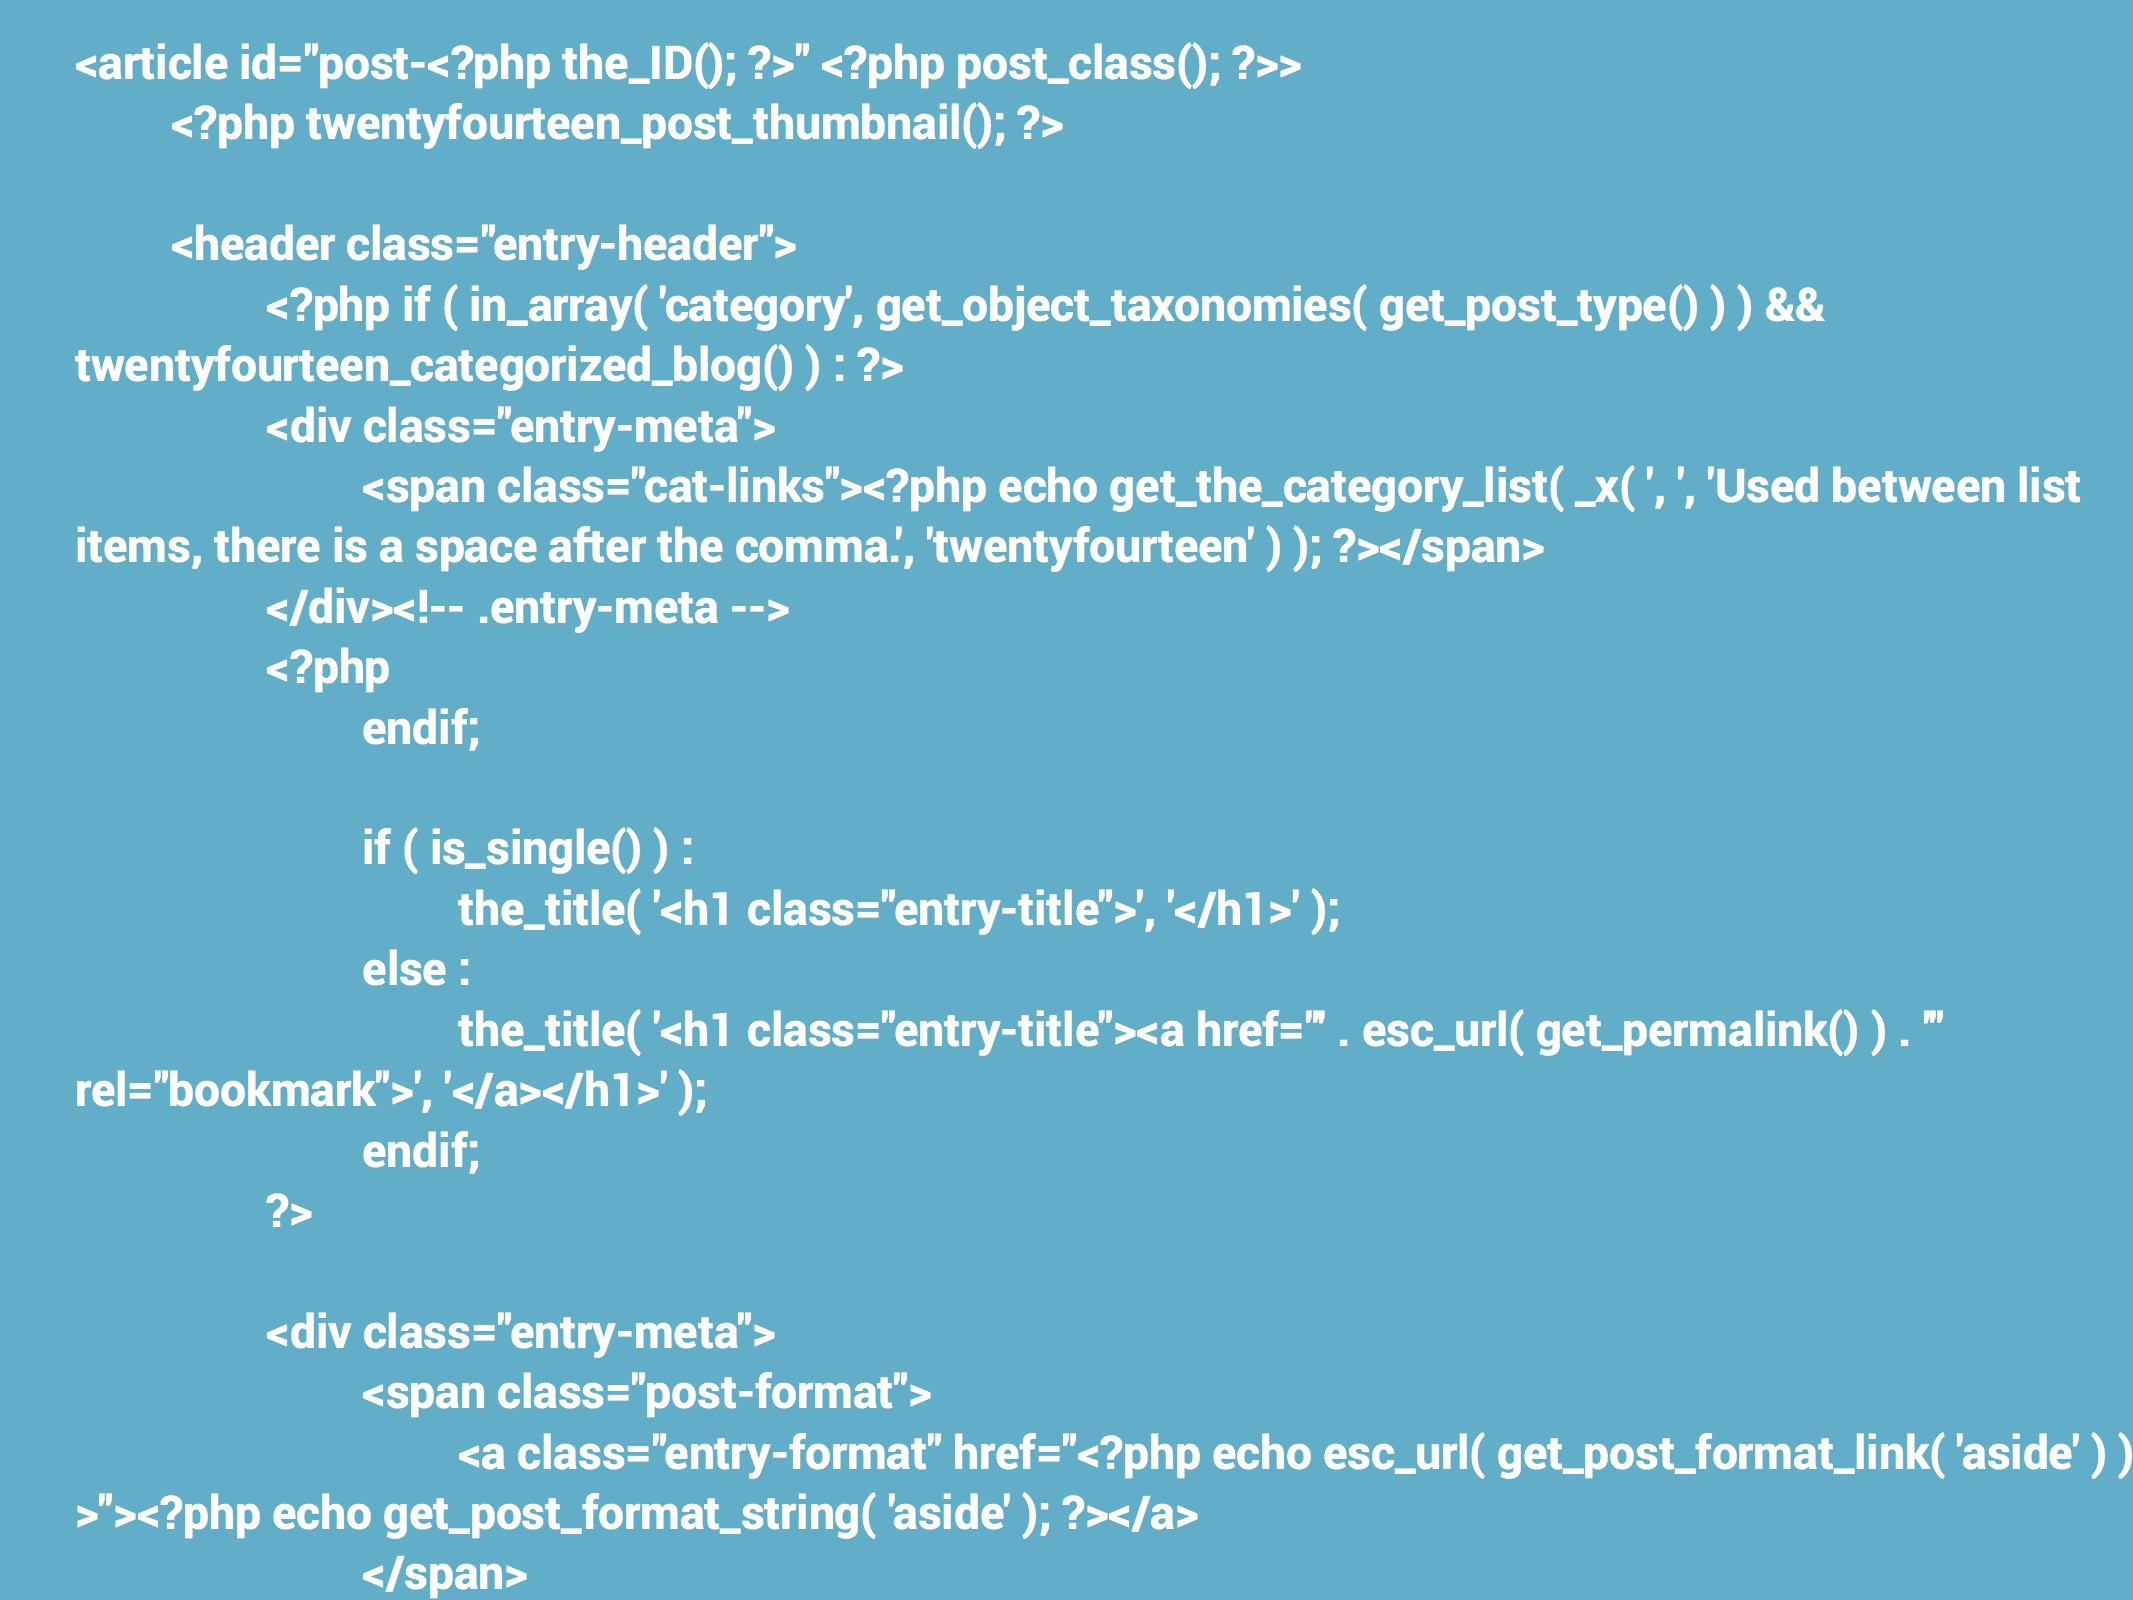 <article id="post-<?php the_ID(); ?>" <?php post_class(); ?>>
<?php twentyfourteen_post_thumbnail(); ?>
<header class="entry-header">
<?php if ( in_array( 'category', get_object_taxonomies( get_post_type() ) ) &&
twentyfourteen_categorized_blog() ) : ?>
<div class="entry-meta">
<span class="cat-links"><?php echo get_the_category_list( _x( ', ', 'Used between list
items, there is a space after the comma.', 'twentyfourteen' ) ); ?></span>
</div><!-- .entry-meta -->
<?php
endif;
if ( is_single() ) :
the_title( '<h1 class="entry-title">', '</h1>' );
else :
the_title( '<h1 class="entry-title"><a href="' . esc_url( get_permalink() ) . '"
rel="bookmark">', '</a></h1>' );
endif;
?>
<div class="entry-meta">
<span class="post-format">
<a class="entry-format" href="<?php echo esc_url( get_post_format_link( 'aside' ) )
>"><?php echo get_post_format_string( 'aside' ); ?></a>
</span>